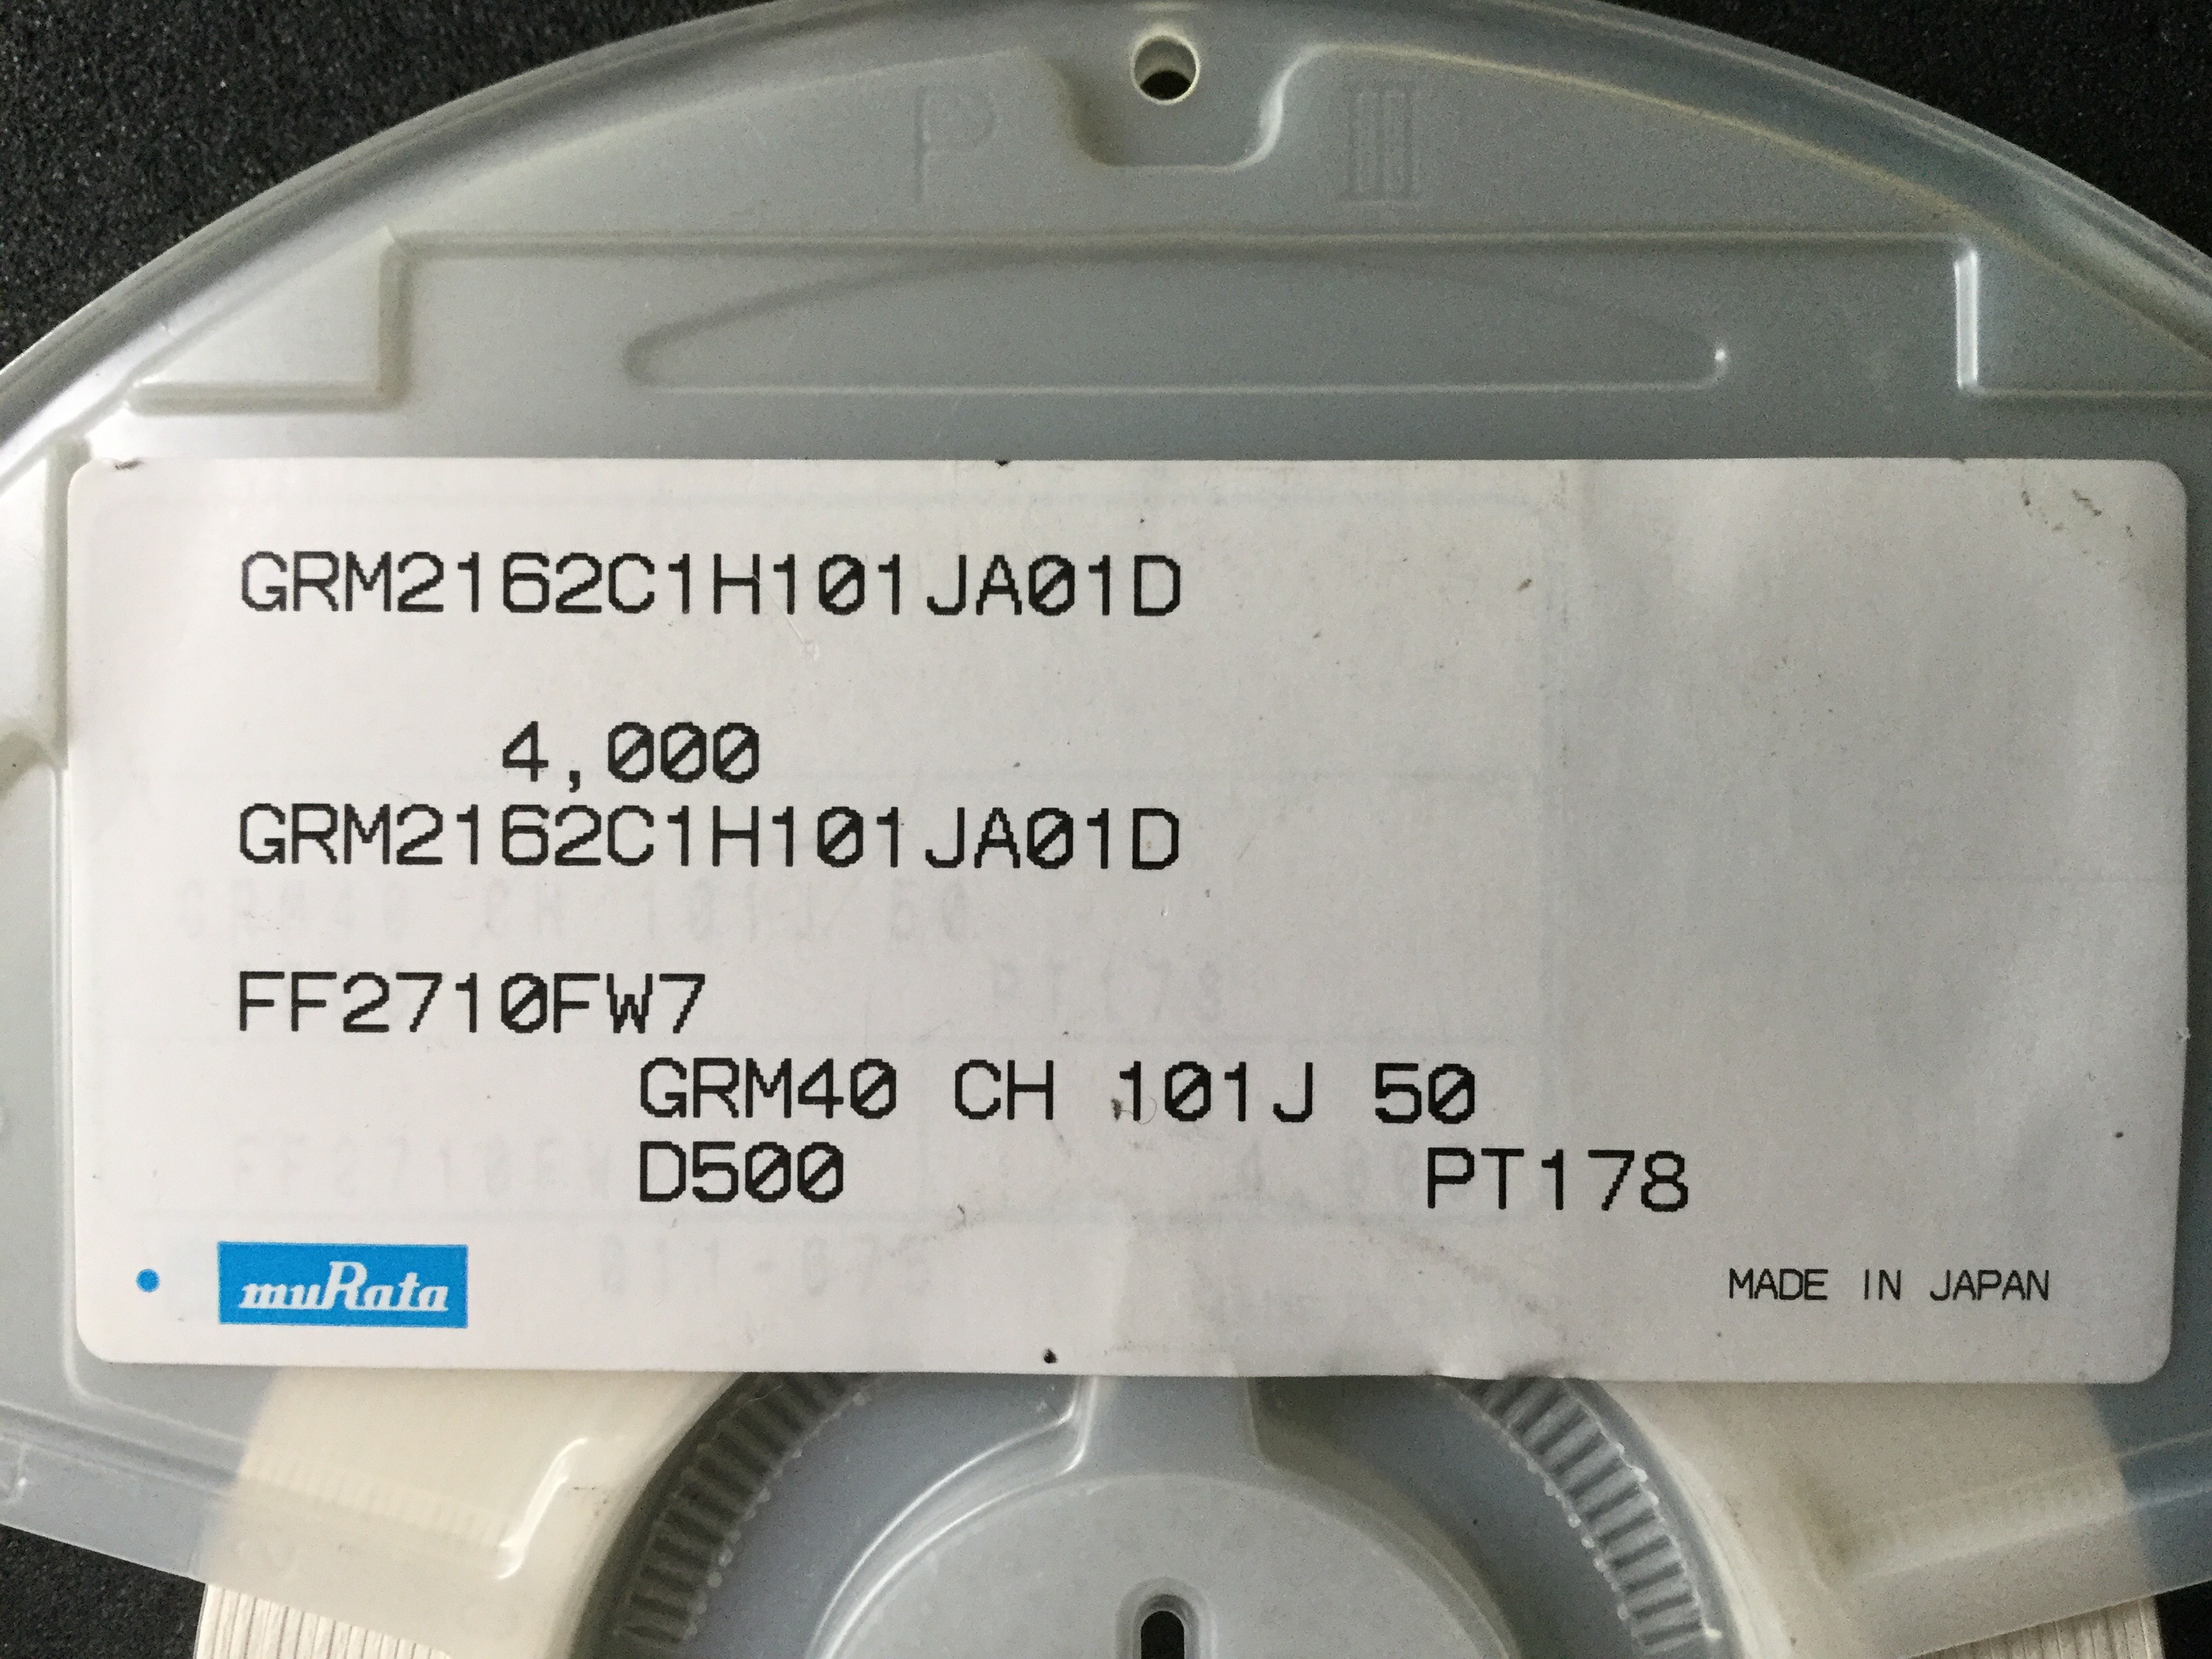 GRM2162C1H101JA01D
4,000
GRM2162C1H101JA01D
FF2710FW7
GRM40 CH 101J 50
D500 PT178
muRata
MADE IN JAPAN